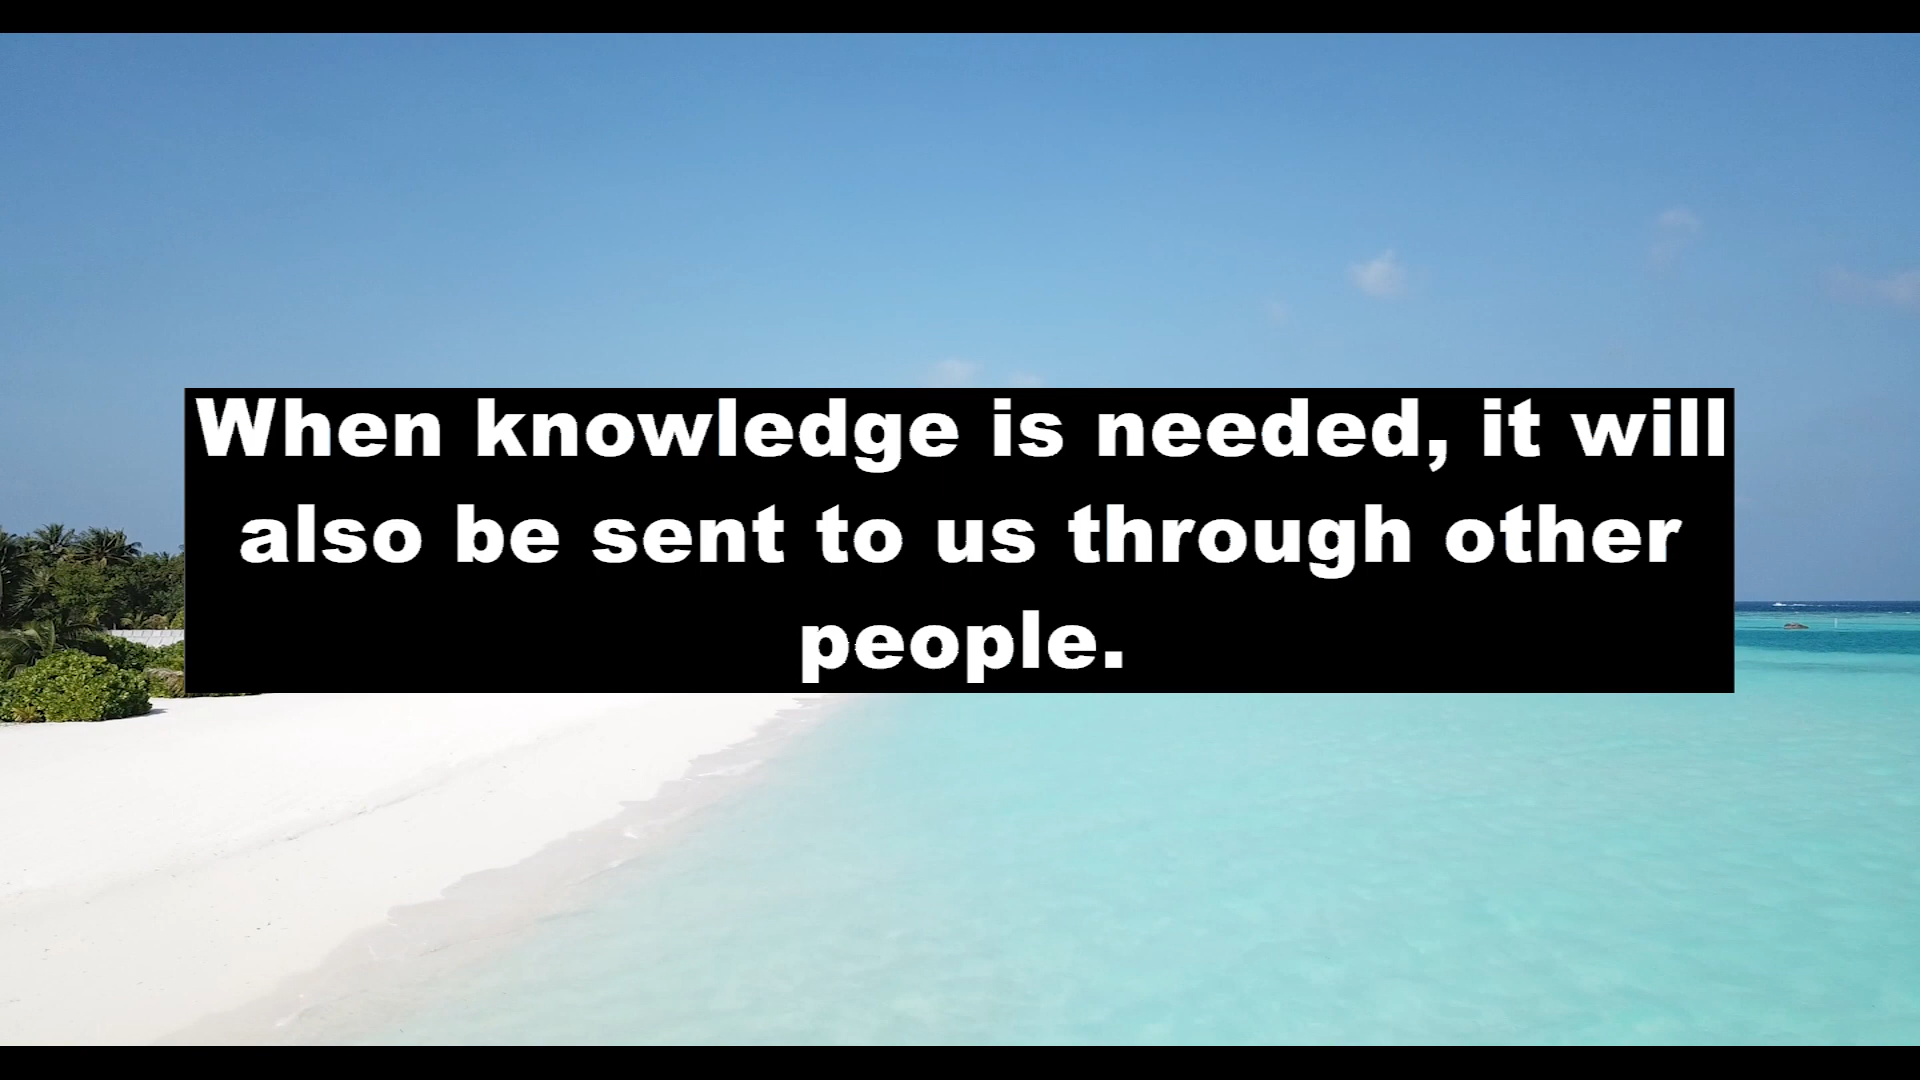 When knowledge is needed, it will
also be sent to us through other
people.